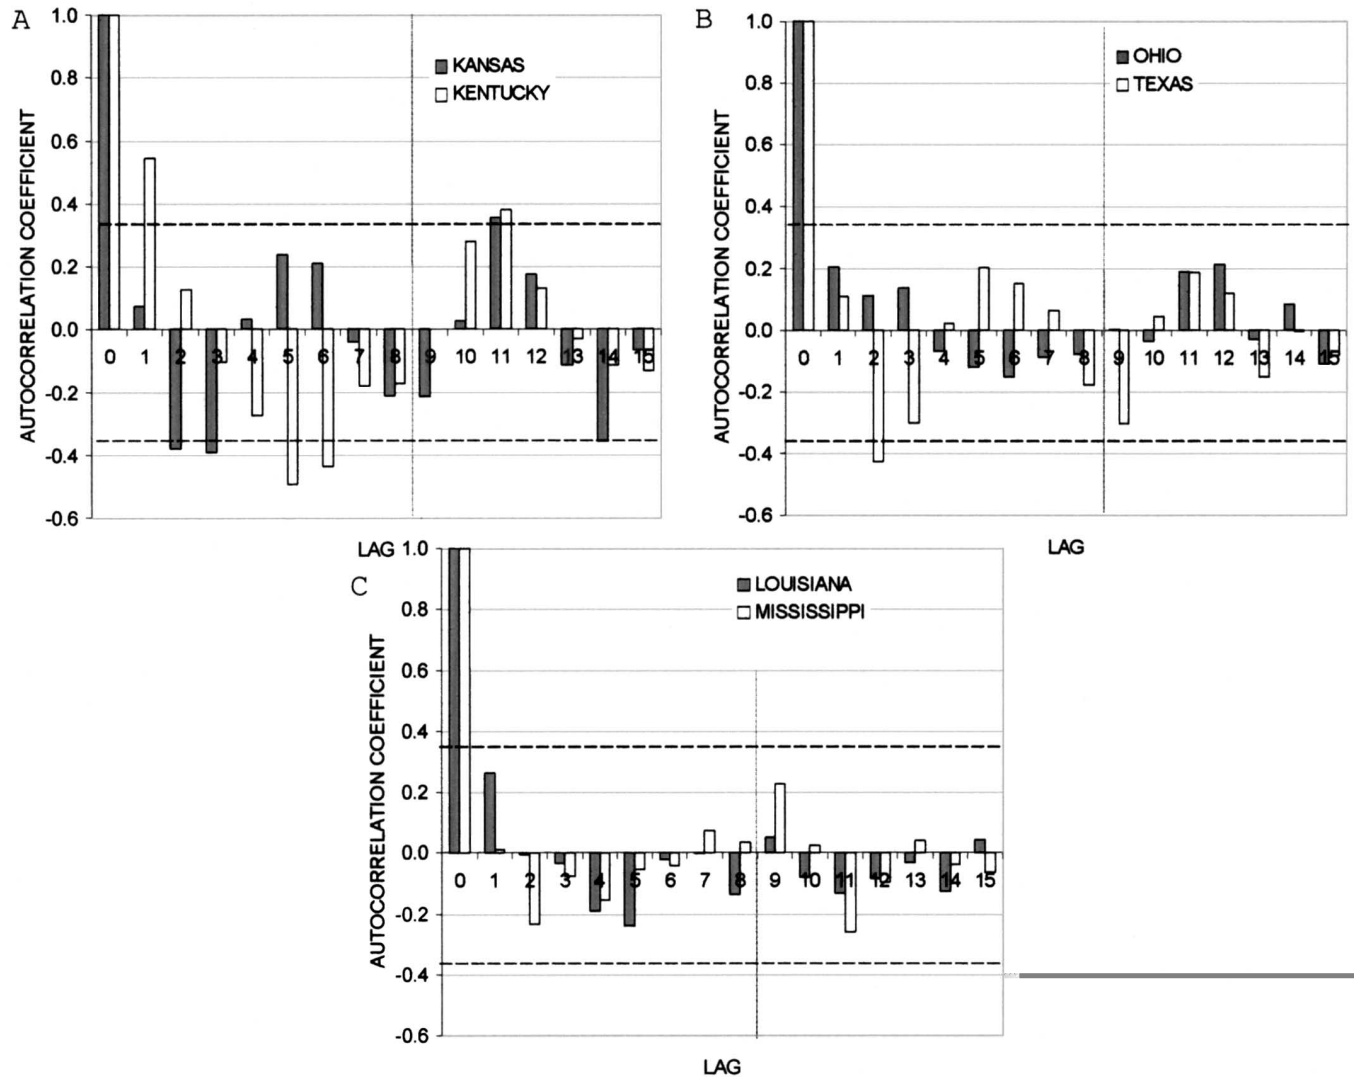 A
AUTOCORRELATION COEFFICIENT
1.0
0.8
0.6
0.4
0.2
0.0
-0.2
-0.4
-0.6
KANSAS
KENTUCKY
0 1 2 3 4 5 6 7 8 9 10 11 12 13 14 15
LAG
B
AUTOCORRELATION COEFFICIENT
1.0
0.8
0.6
0.4
0.2
0.0
-0.2
-0.4
-0.6
OHIO
TEXAS
0 1 2 3 4 5 6 7 8 9 10 11 12 13 14 15
LAG
C
AUTOCORRELATION COEFFICIENT
1.0
0.8
0.6
0.4
0.2
0.0
-0.2
-0.4
-0.6
LOUISIANA
MISSISSIPPI
0 1 2 3 4 5 6 7 8 9 10 11 12 13 14 15
LAG